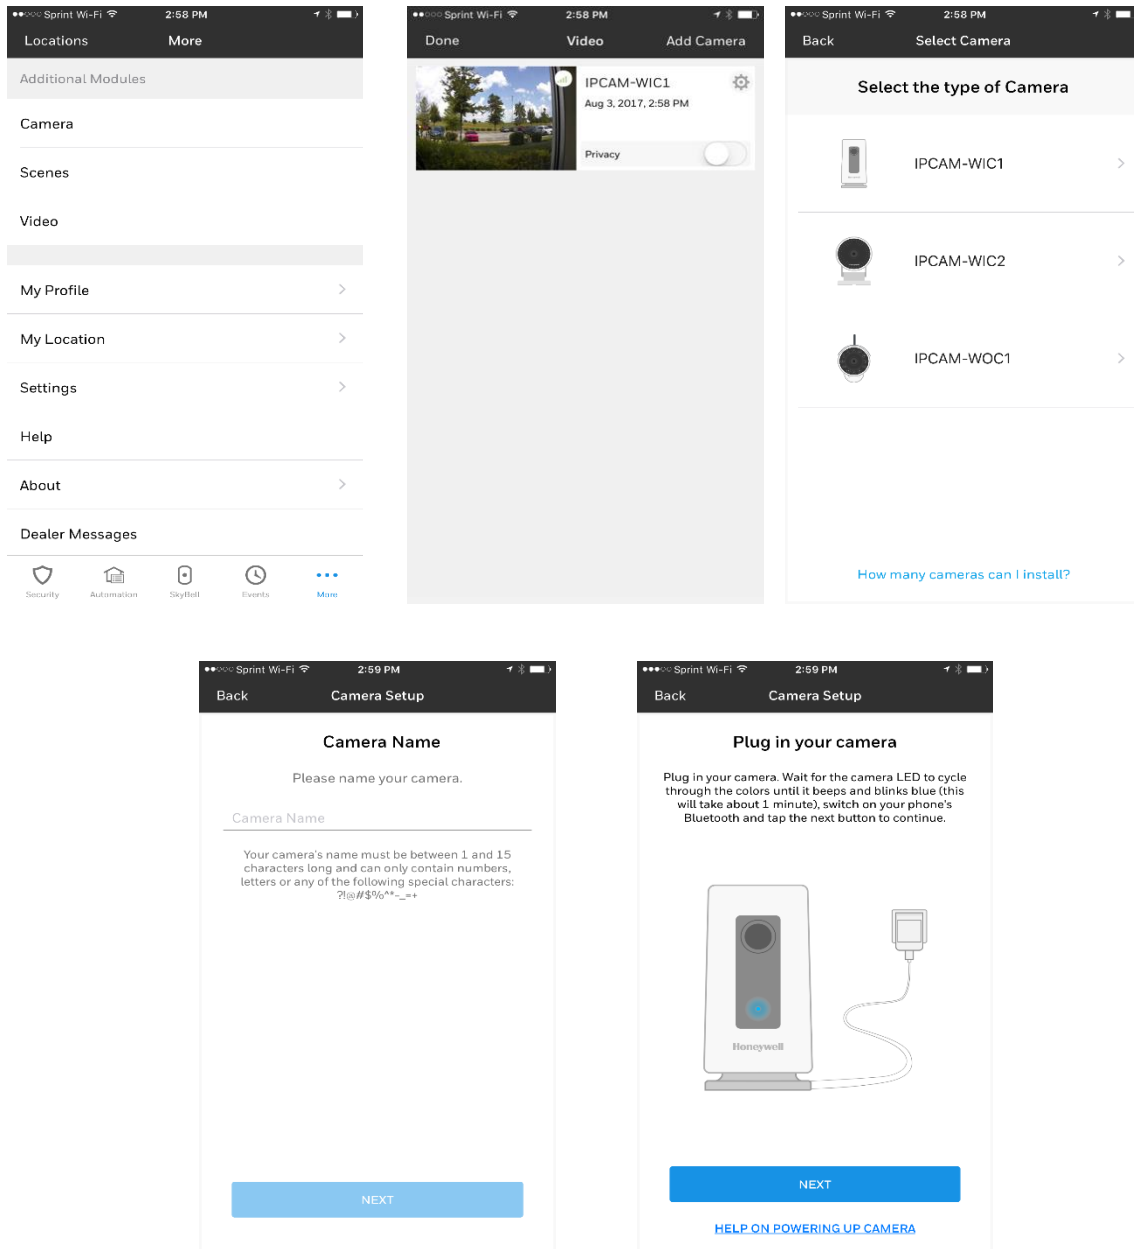 Sprint Wi-Fi 2:58 PM
Locations More
Additional Modules
Camera
Scenes
Video
My Profile
My Location
Settings
Help
About
Dealer Messages
Security Automation SkyBell Events More
Sprint Wi-Fi 2:58 PM
Done Video Add Camera
IPCAM-WIC1
Aug 3, 2017, 2:58 PM
Privacy
Sprint Wi-Fi 2:58 PM
Back Select Camera
Select the type of Camera
IPCAM-WIC1
IPCAM-WIC2
IPCAM-WOC1
How many cameras can I install?
Sprint Wi-Fi 2:59 PM
Back Camera Setup
Camera Name
Please name your camera.
Camera Name
Your camera's name must be between 1 and 15
characters long and can only contain numbers,
letters or any of the following special characters:
?!@#$%^*-_=+
NEXT
Sprint Wi-Fi 2:59 PM
Back Camera Setup
Plug in your camera
Plug in your camera. Wait for the camera LED to cycle
through the colors until it beeps and blinks blue (this
will take about 1 minute), switch on your phone's
Bluetooth and tap the next button to continue.
Honeywell
NEXT
HELP ON POWERING UP CAMERA